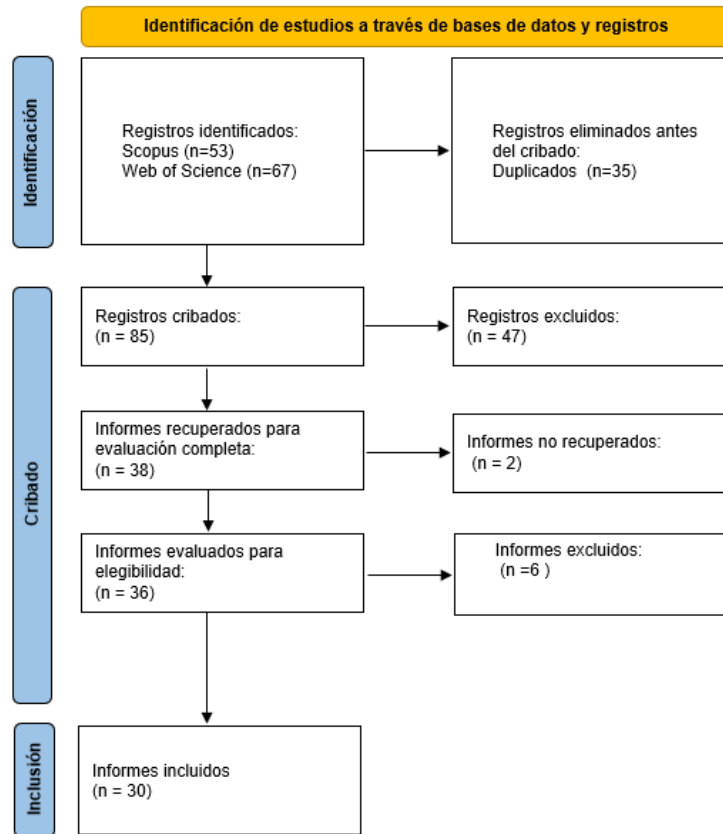 Identificación de estudios a través de bases de datos y registros
Identificación
Registros identificados:
Scopus (n=53)
Web of Science (n=67)
Registros eliminados antes
del cribado:
Duplicados (n=35)
Cribado
Registros cribados:
(n = 85)
Registros excluidos:
(n = 47)
Informes recuperados para
evaluación completa:
(n = 38)
Informes no recuperados:
(n = 2)
Informes evaluados para
elegibilidad:
(n = 36)
Informes excluidos:
(n =6 )
Inclusión
Informes incluidos
(n = 30)